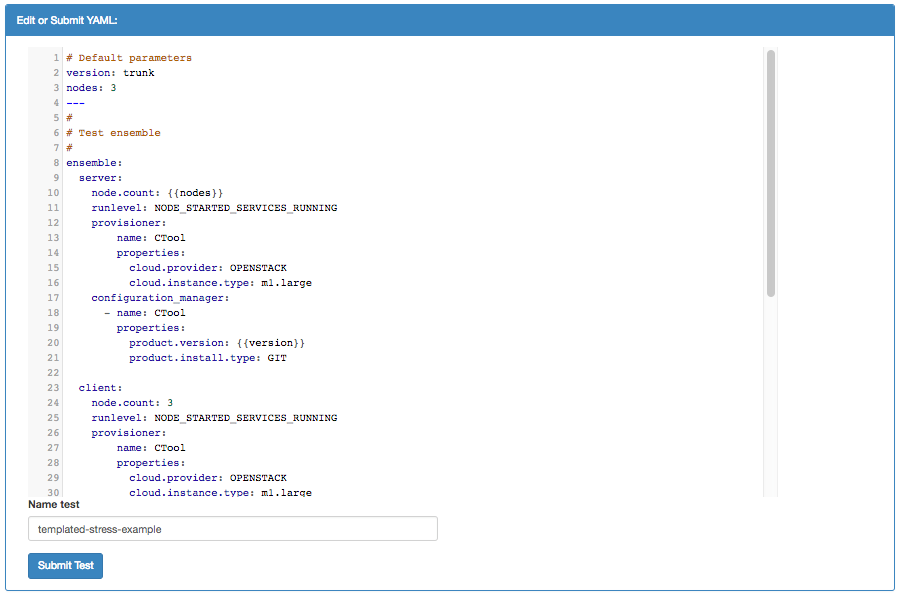 Edit or Submit YAML:
1 # Default parameters
2 version: trunk
3 nodes: 3
4 ---
5 #
6 # Test ensemble
7 #
8 ensemble:
9   server:
10     node.count: {{nodes}}
11     runlevel: NODE_STARTED_SERVICES_RUNNING
12     provisioner:
13         name: CTool
14         properties:
15           cloud.provider: OPENSTACK
16           cloud.instance.type: m1.large
17     configuration_manager:
18       - name: CTool
19         properties:
20           product.version: {{version}}
21           product.install.type: GIT
22
23   client:
24     node.count: 3
25     runlevel: NODE_STARTED_SERVICES_RUNNING
26     provisioner:
27         name: CTool
28         properties:
29           cloud.provider: OPENSTACK
30           cloud.instance.type: m1.large
Name test
templated-stress-example
Submit Test